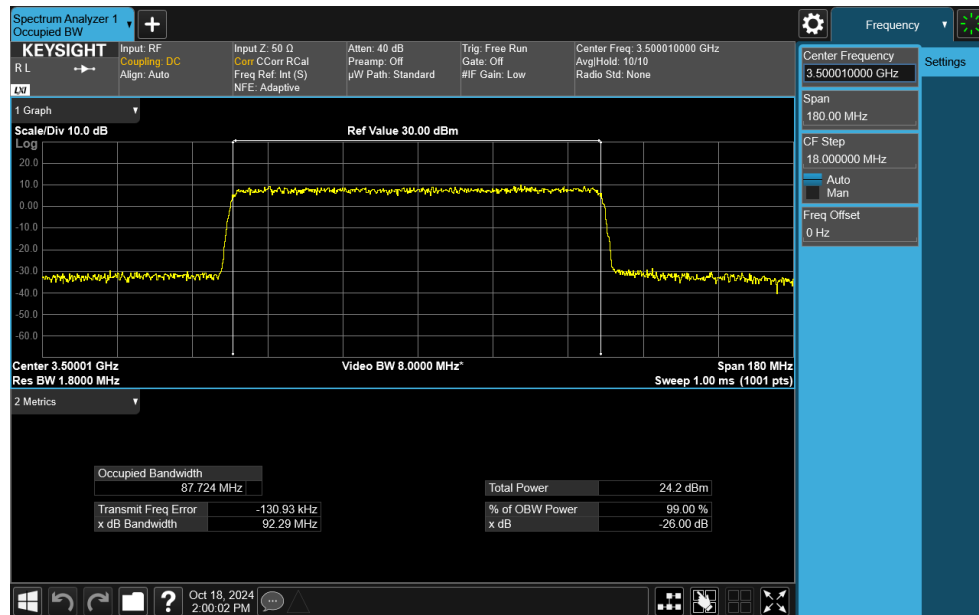 Spectrum Analyzer 1
Occupied BW
KEYSIGHT
R L
LXI
Input: RF
Coupling: DC
Align: Auto
Input Z: 50 Ω
Corr CCorr RCal
Freq Ref: Int (S)
NFE: Adaptive
Atten: 40 dB
Preamp: Off
µW Path: Standard
Trig: Free Run
Gate: Off
#IF Gain: Low
Center Freq: 3.500010000 GHz
Avg|Hold: 10/10
Radio Std: None
1 Graph
Scale/Div 10.0 dB
Ref Value 30.00 dBm
Log
20.0
10.0
0.00
-10.0
-20.0
-30.0
-40.0
-50.0
-60.0
Center 3.50001 GHz
Video BW 8.0000 MHz*
Span 180 MHz
Res BW 1.8000 MHz
Sweep 1.00 ms (1001 pts)
2 Metrics
Occupied Bandwidth
87.724 MHz
Transmit Freq Error -130.93 kHz
x dB Bandwidth 92.29 MHz
Total Power 24.2 dBm
% of OBW Power 99.00 %
x dB -26.00 dB
Oct 18, 2024
2:00:02 PM
Frequency
Settings
Center Frequency
3.500010000 GHz
Span
180.00 MHz
CF Step
18.000000 MHz
Auto
Man
Freq Offset
0 Hz